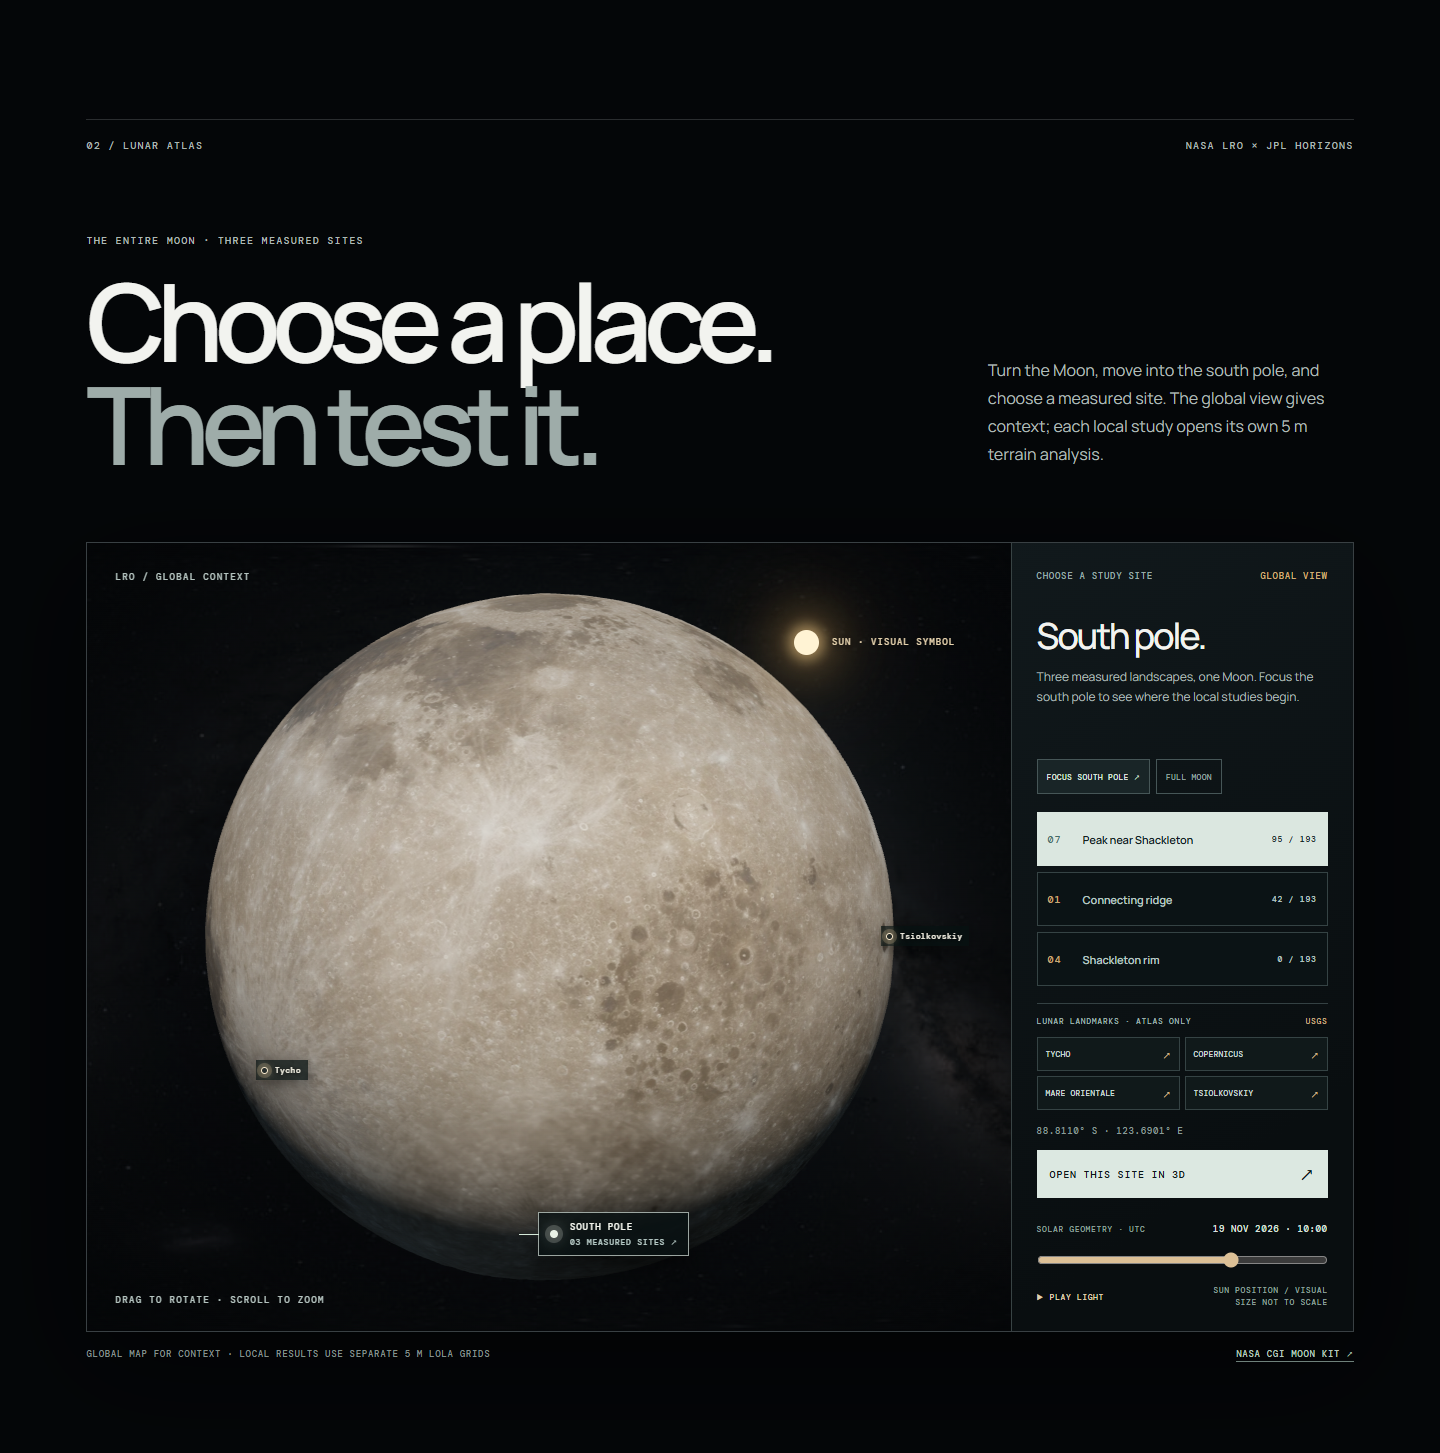 02 / LUNAR ATLAS
NASA LRO × JPL HORIZONS
THE ENTIRE MOON · THREE MEASURED SITES
Choose a place.
Then test it.
Turn the Moon, move into the south pole, and
choose a measured site. The global view gives
context; each local study opens its own 5 m
terrain analysis.
LRO / GLOBAL CONTEXT
SUN · VISUAL SYMBOL
Tsiolkovskiy
Tycho
SOUTH POLE
03 MEASURED SITES ↗
DRAG TO ROTATE · SCROLL TO ZOOM
CHOOSE A STUDY SITE
GLOBAL VIEW
South pole.
Three measured landscapes, one Moon. Focus the
south pole to see where the local studies begin.
FOCUS SOUTH POLE ↗
FULL MOON
07 Peak near Shackleton 95 / 193
01 Connecting ridge 42 / 193
04 Shackleton rim 0 / 193
LUNAR LANDMARKS · ATLAS ONLY
USGS
TYCHO ↗
COPERNICUS ↗
MARE ORIENTALE ↗
TSIOLKOVSKIY ↗
88.8110° S · 123.6901° E
OPEN THIS SITE IN 3D ↗
SOLAR GEOMETRY · UTC
19 NOV 2026 · 10:00
▶ PLAY LIGHT
SUN POSITION / VISUAL
SIZE NOT TO SCALE
GLOBAL MAP FOR CONTEXT · LOCAL RESULTS USE SEPARATE 5 M LOLA GRIDS
NASA CGI MOON KIT ↗